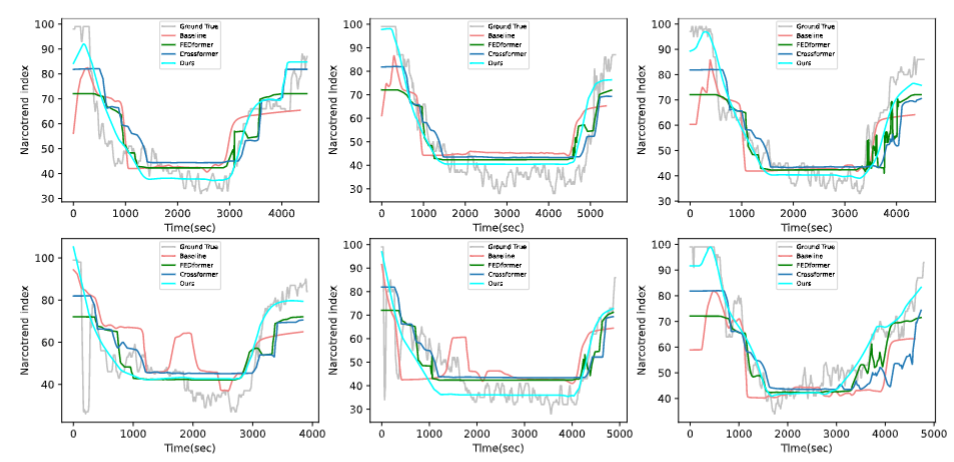 100
90
80
70
60
50
40
30
Narcotrend Index
0
1000
2000
3000
4000
Time(sec)
Ground True
Baseline
FEDformer
Crossformer
Ours
100
90
80
70
60
50
40
30
Narcotrend Index
0
1000
2000
3000
4000
5000
Time(sec)
Ground True
Baseline
FEDformer
Crossformer
Ours
100
90
80
70
60
50
40
30
Narcotrend Index
0
1000
2000
3000
4000
Time(sec)
Ground True
Baseline
FEDformer
Crossformer
Ours
100
80
60
40
Narcotrend Index
0
1000
2000
3000
4000
Time(sec)
Ground True
Baseline
FEDformer
Crossformer
Ours
100
90
80
70
60
50
40
30
Narcotrend Index
0
1000
2000
3000
4000
5000
Time(sec)
Ground True
Baseline
FEDformer
Crossformer
Ours
100
90
80
70
60
50
40
Narcotrend Index
0
1000
2000
3000
4000
5000
Time(sec)
Ground True
Baseline
FEDformer
Crossformer
Ours